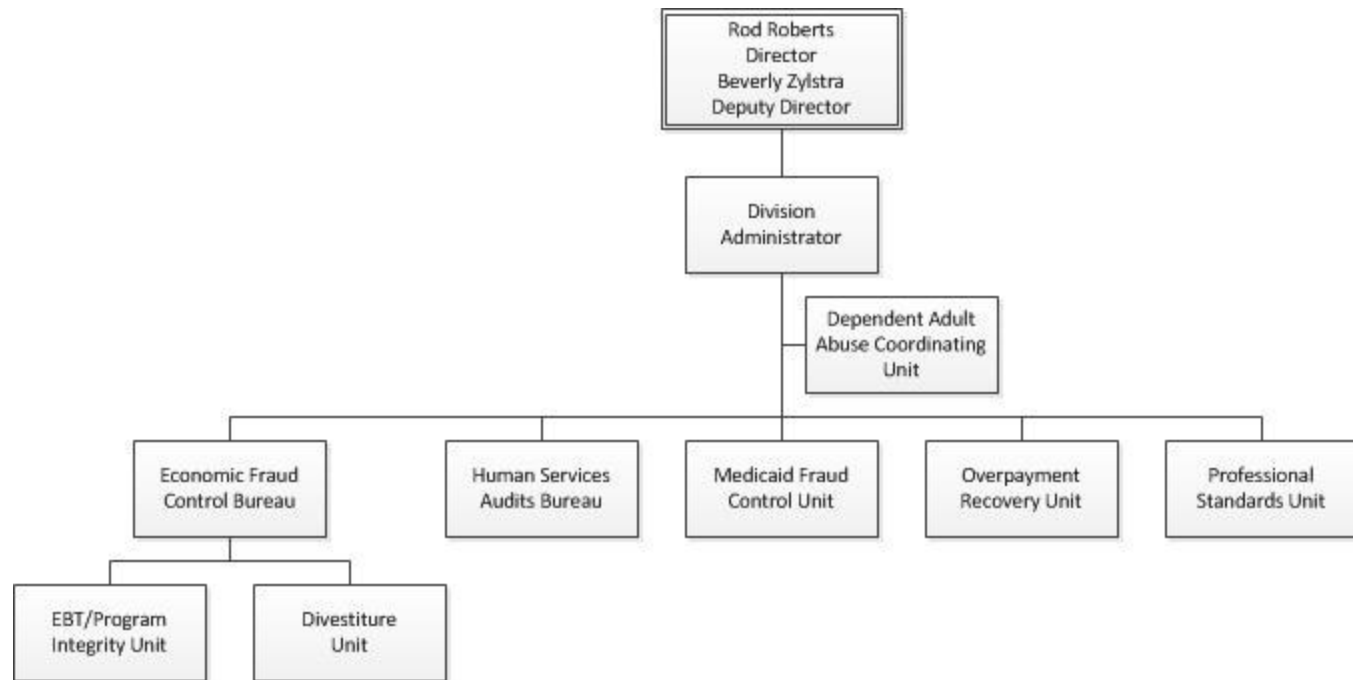 Rod Roberts
Director
Beverly Zylstra
Deputy Director
Division
Administrator
Dependent Adult
Abuse Coordinating
Unit
Economic Fraud
Control Bureau
Human Services
Audits Bureau
Medicaid Fraud
Control Unit
Overpayment
Recovery Unit
Professional
Standards Unit
EBT/Program
Integrity Unit
Divestiture
Unit